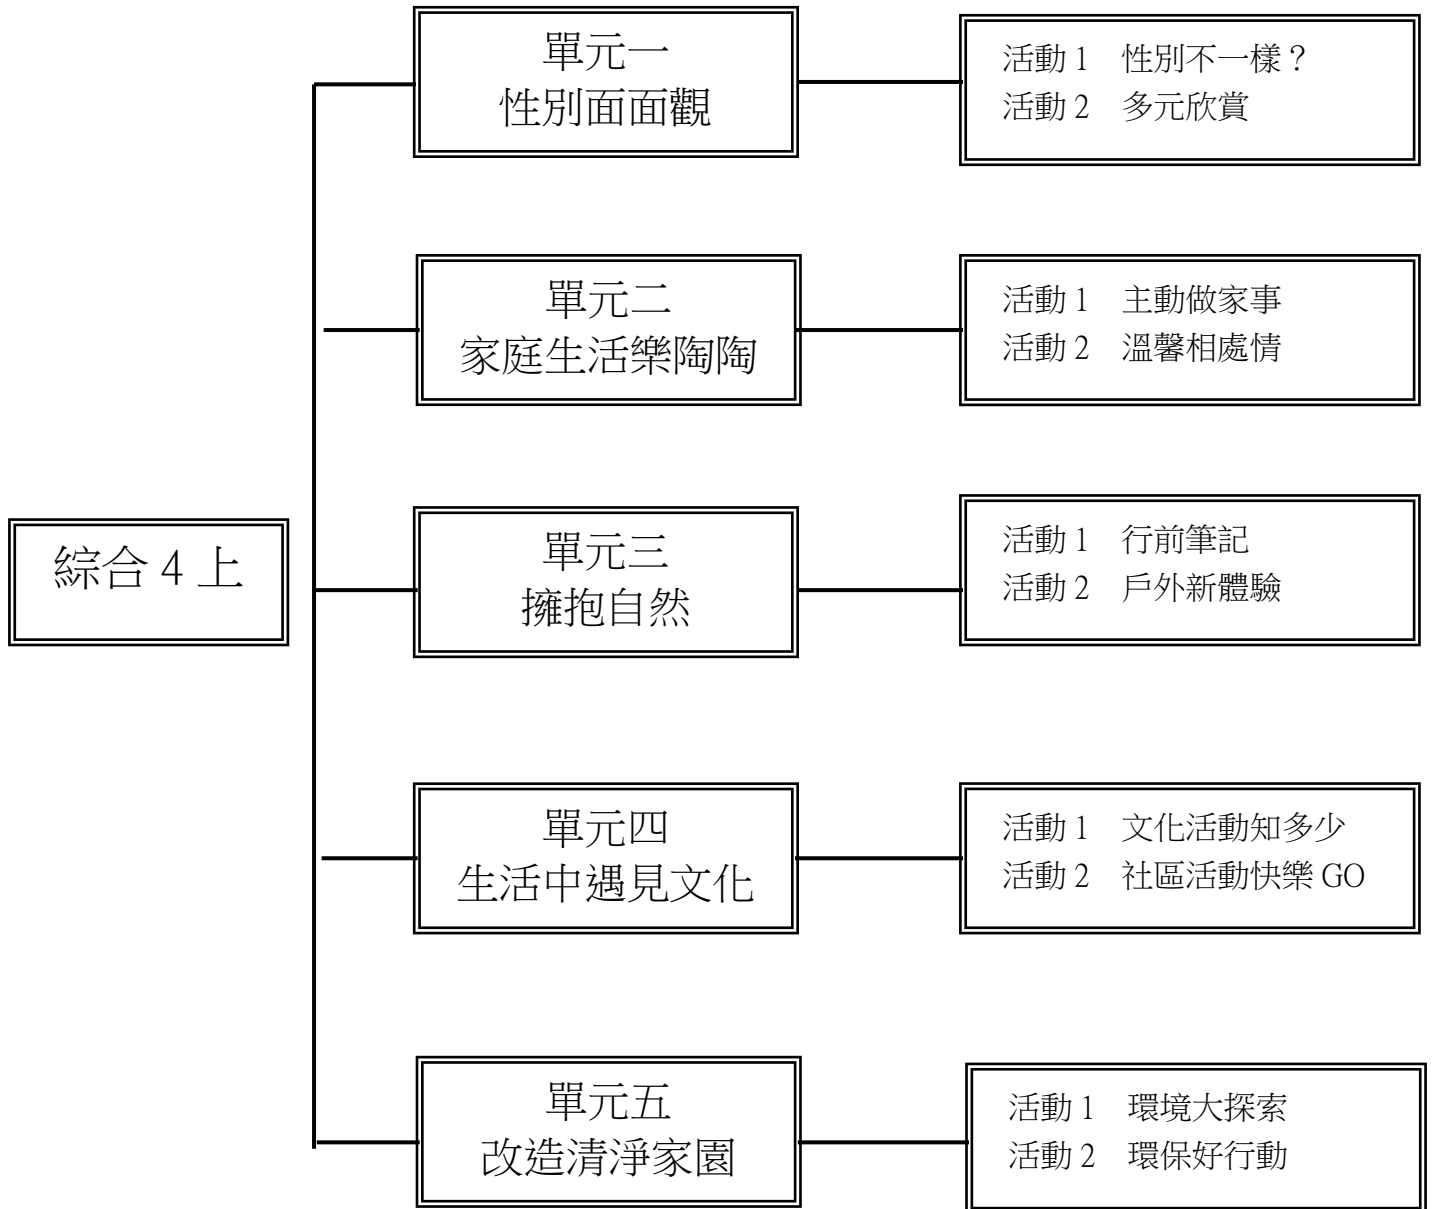 單元一
性別面面觀
活動 1　性別不一樣？
活動 2　多元欣賞
單元二
家庭生活樂陶陶
活動 1　主動做家事
活動 2　溫馨相處情
綜合 4 上
單元三
擁抱自然
活動 1　行前筆記
活動 2　戶外新體驗
單元四
生活中遇見文化
活動 1　文化活動知多少
活動 2　社區活動快樂 GO
單元五
改造清淨家園
活動 1　環境大探索
活動 2　環保好行動